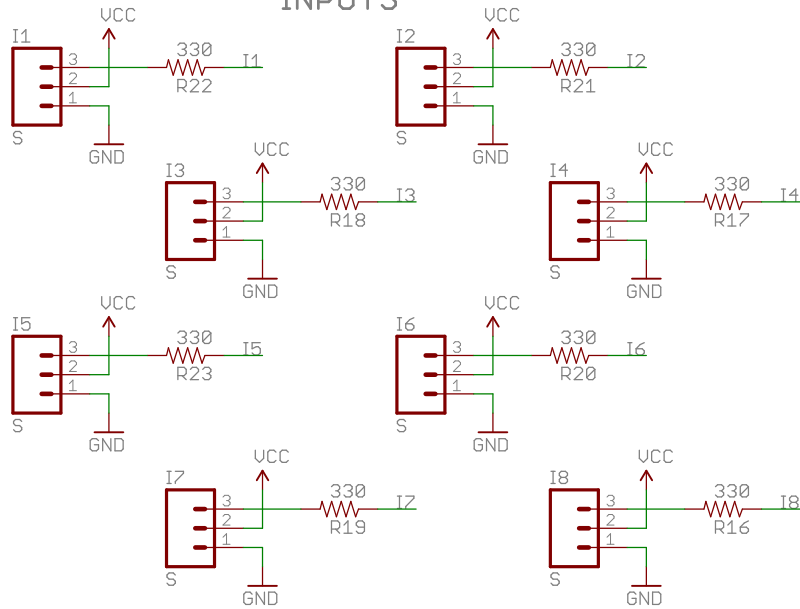 INPUTS
VCC
I1
3
2
1
330
R22
I1
S
GND
VCC
I2
3
2
1
330
R21
I2
S
GND
VCC
I3
3
2
1
330
R18
I3
S
GND
VCC
I4
3
2
1
330
R17
I4
S
GND
VCC
I5
3
2
1
330
R23
I5
S
GND
VCC
I6
3
2
1
330
R20
I6
S
GND
VCC
I7
3
2
1
330
R19
I7
S
GND
VCC
I8
3
2
1
330
R16
I8
S
GND